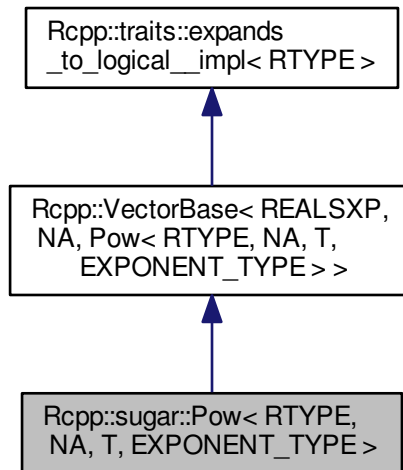 Rcpp::traits::expands
_to_logical__impl< RTYPE >
Rcpp::VectorBase< REALSXP,
NA, Pow< RTYPE, NA, T,
EXPONENT_TYPE > >
Rcpp::sugar::Pow< RTYPE,
NA, T, EXPONENT_TYPE >